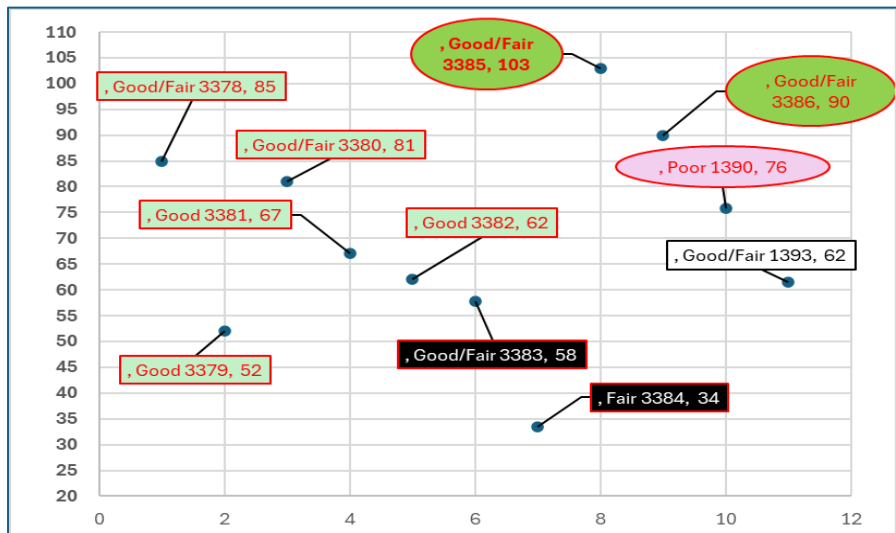 110
105
100
95
90
85
80
75
70
65
60
55
50
45
40
35
30
25
20
, Good/Fair
3385, 103
, Good/Fair 3378, 85
, Good/Fair
3386, 90
, Good/Fair 3380, 81
, Poor 1390, 76
, Good 3381, 67
, Good 3382, 62
, Good/Fair 1393, 62
, Good/Fair 3383, 58
, Good 3379, 52
, Fair 3384, 34
0 2 4 6 8 10 12